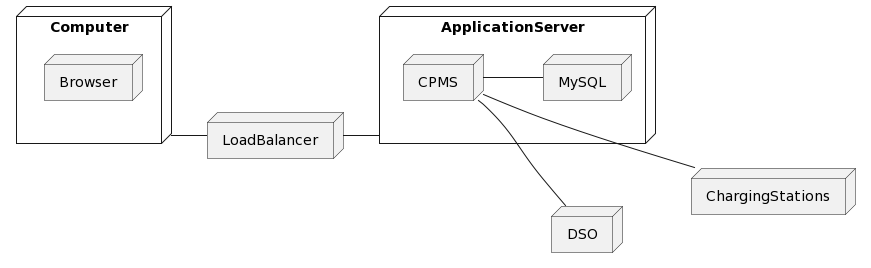 Computer
ApplicationServer
Browser
CPMS
MySQL
LoadBalancer
ChargingStations
DSO